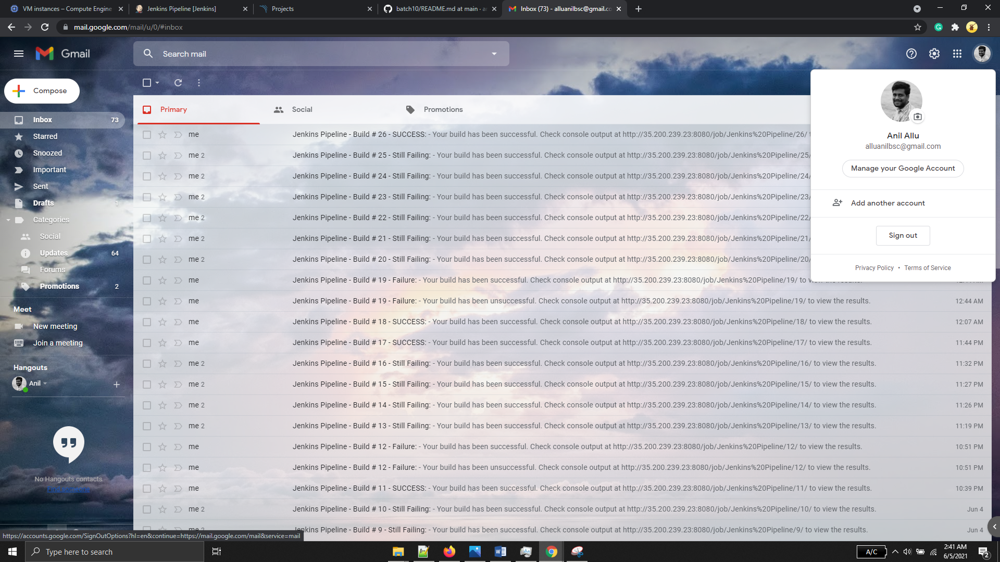 VM instances – Compute Engine
Jenkins Pipeline [Jenkins]
Projects
batch10/README.md at main · a
Inbox (73) - alluanilbsc@gmail.co
mail.google.com/mail/u/0/#inbox
Gmail
Search mail
Compose
Inbox 73
Starred
Snoozed
Important
Sent
Drafts 1
Categories
Social
Updates 64
Forums
Promotions 2
Meet
New meeting
Join a meeting
Hangouts
Anil
No Hangouts contacts
Primary
Social
Promotions
me Jenkins Pipeline - Build # 26 - SUCCESS: - Your build has been successful. Check console output at http://35.200.239.23:8080/job/Jenkins%20Pipeline/26/
me 2 Jenkins Pipeline - Build # 25 - Still Failing: - Your build has been successful. Check console output at http://35.200.239.23:8080/job/Jenkins%20Pipeline/25/
me 2 Jenkins Pipeline - Build # 24 - Still Failing: - Your build has been successful. Check console output at http://35.200.239.23:8080/job/Jenkins%20Pipeline/24/
me 2 Jenkins Pipeline - Build # 23 - Still Failing: - Your build has been successful. Check console output at http://35.200.239.23:8080/job/Jenkins%20Pipeline/23/
me 2 Jenkins Pipeline - Build # 22 - Still Failing: - Your build has been successful. Check console output at http://35.200.239.23:8080/job/Jenkins%20Pipeline/22/
me 2 Jenkins Pipeline - Build # 21 - Still Failing: - Your build has been successful. Check console output at http://35.200.239.23:8080/job/Jenkins%20Pipeline/21/
me 2 Jenkins Pipeline - Build # 20 - Still Failing: - Your build has been successful. Check console output at http://35.200.239.23:8080/job/Jenkins%20Pipeline/20/
me Jenkins Pipeline - Build # 19 - Failure: - Your build has been successful. Check console output at http://35.200.239.23:8080/job/Jenkins%20Pipeline/19/ to view the results.
me Jenkins Pipeline - Build # 19 - Failure: - Your build has been unsuccessful. Check console output at http://35.200.239.23:8080/job/Jenkins%20Pipeline/19/ to view the results. 12:44 AM
me Jenkins Pipeline - Build # 18 - SUCCESS: - Your build has been successful. Check console output at http://35.200.239.23:8080/job/Jenkins%20Pipeline/18/ to view the results. 12:07 AM
me Jenkins Pipeline - Build # 17 - SUCCESS: - Your build has been successful. Check console output at http://35.200.239.23:8080/job/Jenkins%20Pipeline/17/ to view the results. 11:44 PM
me 2 Jenkins Pipeline - Build # 16 - Still Failing: - Your build has been successful. Check console output at http://35.200.239.23:8080/job/Jenkins%20Pipeline/16/ to view the results. 11:32 PM
me 2 Jenkins Pipeline - Build # 15 - Still Failing: - Your build has been successful. Check console output at http://35.200.239.23:8080/job/Jenkins%20Pipeline/15/ to view the results. 11:27 PM
me 2 Jenkins Pipeline - Build # 14 - Still Failing: - Your build has been successful. Check console output at http://35.200.239.23:8080/job/Jenkins%20Pipeline/14/ to view the results. 11:26 PM
me 2 Jenkins Pipeline - Build # 13 - Still Failing: - Your build has been successful. Check console output at http://35.200.239.23:8080/job/Jenkins%20Pipeline/13/ to view the results. 11:19 PM
me Jenkins Pipeline - Build # 12 - Failure: - Your build has been successful. Check console output at http://35.200.239.23:8080/job/Jenkins%20Pipeline/12/ to view the results. 10:51 PM
me Jenkins Pipeline - Build # 12 - Failure: - Your build has been unsuccessful. Check console output at http://35.200.239.23:8080/job/Jenkins%20Pipeline/12/ to view the results. 10:51 PM
me Jenkins Pipeline - Build # 11 - SUCCESS: - Your build has been successful. Check console output at http://35.200.239.23:8080/job/Jenkins%20Pipeline/11/ to view the results. 10:39 PM
me 2 Jenkins Pipeline - Build # 10 - Still Failing: - Your build has been successful. Check console output at http://35.200.239.23:8080/job/Jenkins%20Pipeline/10/ to view the results. Jun 4
me 2 Jenkins Pipeline - Build # 9 - Still Failing: - Your build has been successful. Check console output at http://35.200.239.23:8080/job/Jenkins%20Pipeline/9/ to view the results. Jun 4
Anil Allu
alluanilbsc@gmail.com
Manage your Google Account
Add another account
Sign out
Privacy Policy • Terms of Service
https://accounts.google.com/SignOutOptions?hl=en&continue=https://mail.google.com/mail&service=mail
Type here to search
A/C
2:41 AM
6/5/2021
2